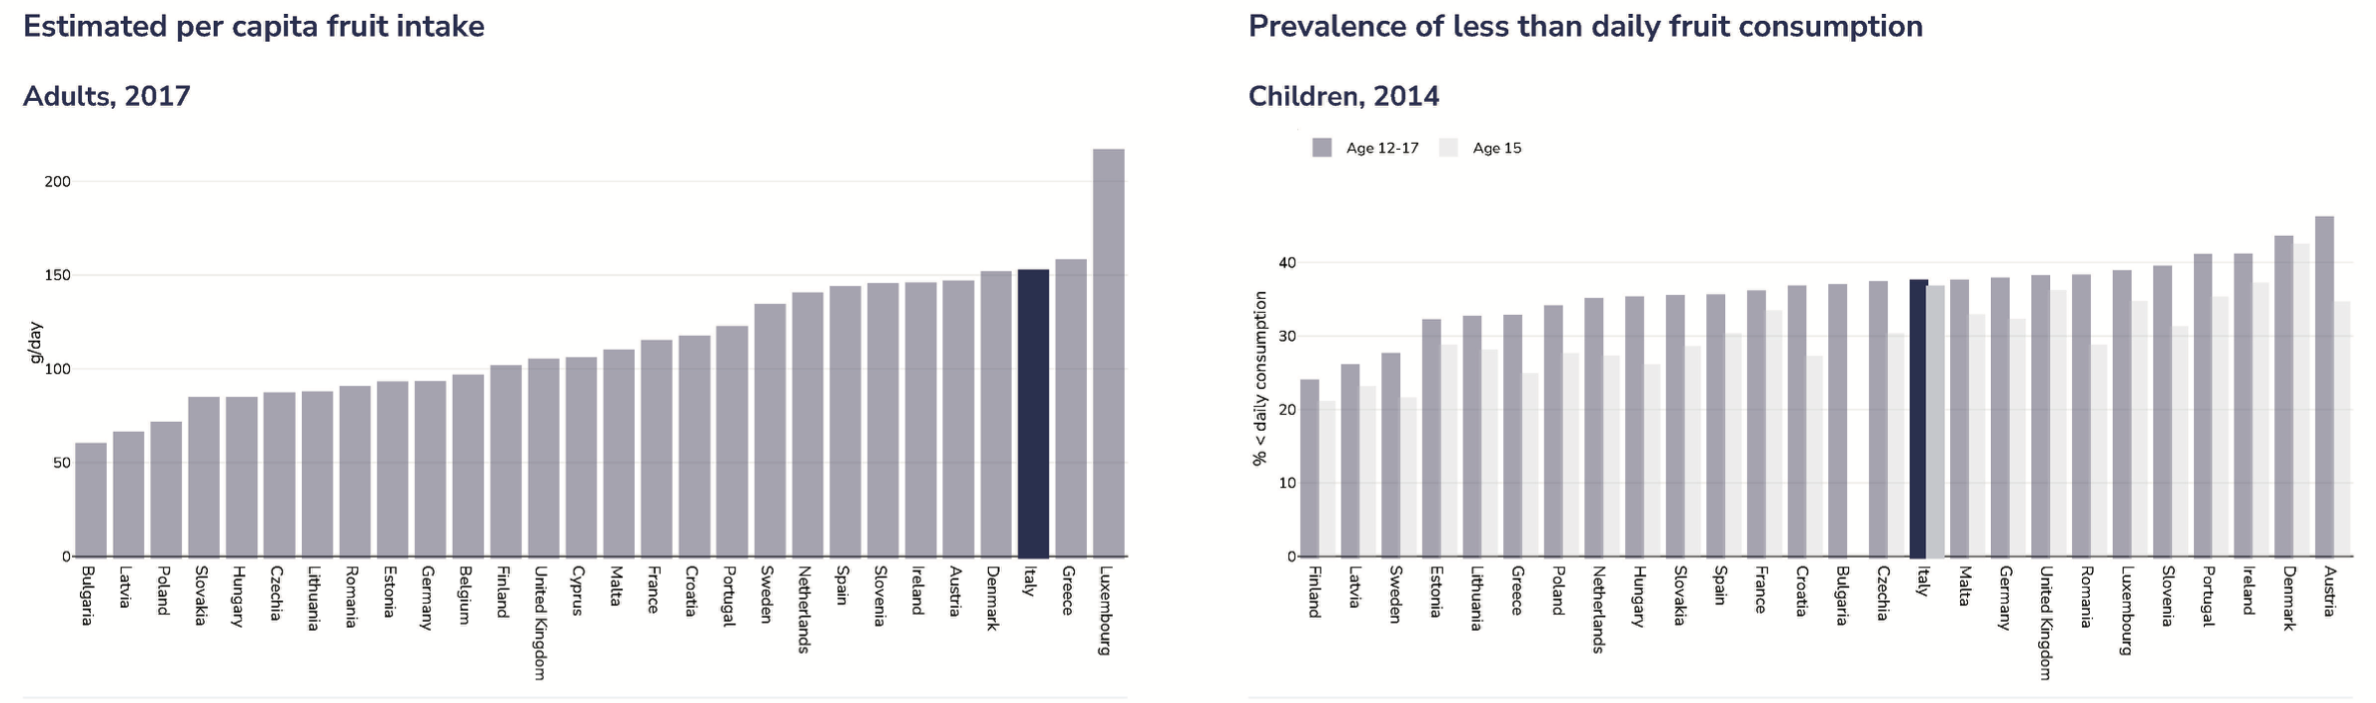 Estimated per capita fruit intake
Adults, 2017
200
150
100
50
0
g/day
Bulgaria
Latvia
Poland
Slovakia
Hungary
Czechia
Lithuania
Romania
Estonia
Germany
Belgium
Finland
United Kingdom
Cyprus
Malta
France
Croatia
Portugal
Sweden
Netherlands
Spain
Slovenia
Ireland
Austria
Denmark
Italy
Greece
Luxembourg
Prevalence of less than daily fruit consumption
Children, 2014
Age 12-17
Age 15
40
30
20
10
0
% < daily consumption
Finland
Latvia
Sweden
Estonia
Lithuania
Greece
Poland
Netherlands
Hungary
Slovakia
Spain
France
Croatia
Bulgaria
Czechia
Italy
Malta
Germany
United Kingdom
Romania
Luxembourg
Slovenia
Portugal
Ireland
Denmark
Austria